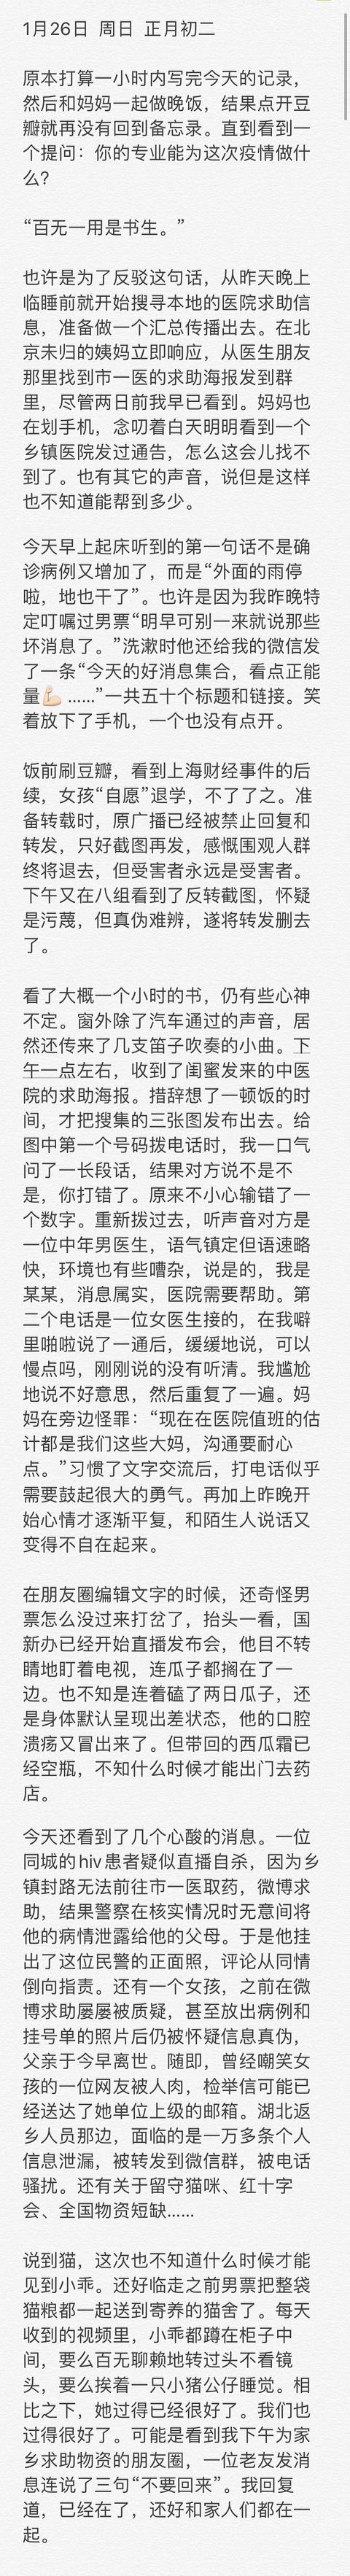 1月26日 周日 正月初二
原本打算一小时内写完今天的记录，
然后和妈妈一起做晚饭，结果点开豆
瓣就再没有回到备忘录。直到看到一
个提问：你的专业能为这次疫情做什
么？
“百无一用是书生。”
也许是为了反驳这句话，从昨天晚上
临睡前就开始搜寻本地的医院求助信
息，准备做一个汇总传播出去。在北
京未归的姨妈立即响应，从医生朋友
那里找到市一医的求助海报发到群
里，尽管两日前我早已看到。妈妈也
在划手机，念叨着白天明明看到一个
乡镇医院发过通告，怎么这会儿找不
到了。也有其它的声音，说但是这样
也不知道能帮到多少。
今天早上起床听到的第一句话不是确
诊病例又增加了，而是“外面的雨停
啦，地也干了”。也许是因为我昨晚特
定叮嘱过男票“明早可别一来就说那些
坏消息了。”洗漱时他还给我的微信发
了一条“今天的好消息集合，看点正能
量💪🏻 ……”一共五十个标题和链接。笑
着放下了手机，一个也没有点开。
饭前刷豆瓣，看到上海财经事件的后
续，女孩“自愿”退学，不了了之。准
备转载时，原广播已经被禁止回复和
转发，只好截图再发，感慨围观人群
终将退去，但受害者永远是受害者。
下午又在八组看到了反转截图，怀疑
是污蔑，但真伪难辨，遂将转发删去
了。
看了大概一个小时的书，仍有些心神
不定。窗外除了汽车通过的声音，居
然还传来了几支笛子吹奏的小曲。下
午一点左右，收到了闺蜜发来的中医
院的求助海报。措辞想了一顿饭的时
间，才把搜集的三张图发布出去。给
图中第一个号码拨电话时，我一口气
问了一长段话，结果对方说不是不
是，你打错了。原来不小心输错了一
个数字。重新拨过去，听声音对方是
一位中年男医生，语气镇定但语速略
快，环境也有些嘈杂，说是的，我是
某某，消息属实，医院需要帮助。第
二个电话是一位女医生接的，在我噼
里啪啦说了一通后，缓缓地说，可以
慢点吗，刚刚说的没有听清。我尴尬
地说不好意思，然后重复了一遍。妈
妈在旁边怪罪：“现在在医院值班的估
计都是我们这些大妈，沟通要耐心
点。”习惯了文字交流后，打电话似乎
需要鼓起很大的勇气。再加上昨晚开
始心情才逐渐平复，和陌生人说话又
变得不自在起来。
在朋友圈编辑文字的时候，还奇怪男
票怎么没过来打岔了，抬头一看，国
新办已经开始直播发布会，他目不转
睛地盯着电视，连瓜子都搁在了一
边。也不知是连着磕了两日瓜子，还
是身体默认呈现出差状态，他的口腔
溃疡又冒出来了。但带回的西瓜霜已
经空瓶，不知什么时候才能出门去药
店。
今天还看到了几个心酸的消息。一位
同城的hiv患者疑似直播自杀，因为乡
镇封路无法前往市一医取药，微博求
助，结果警察在核实情况时无意间将
他的病情泄露给他的父母。于是他挂
出了这位民警的正面照，评论从同情
倒向指责。还有一个女孩，之前在微
博求助屡屡被质疑，甚至放出病例和
挂号单的照片后仍被怀疑信息真伪，
父亲于今早离世。随即，曾经嘲笑女
孩的一位网友被人肉，检举信可能已
经送达了她单位上级的邮箱。湖北返
乡人员那边，面临的是一万多条个人
信息泄漏，被转发到微信群，被电话
骚扰。还有关于留守猫咪、红十字
会、全国物资短缺……
说到猫，这次也不知道什么时候才能
见到小乖。还好临走之前男票把整袋
猫粮都一起送到寄养的猫舍了。每天
收到的视频里，小乖都蹲在柜子中
间，要么百无聊赖地转过头不看镜
头，要么挨着一只小猪公仔睡觉。相
比之下，她过得已经很好了。我们也
过得很好了。可能是看到我下午为家
乡求助物资的朋友圈，一位老友发消
息连说了三句“不要回来”。我回复
道，已经在了，还好和家人们都在一
起。